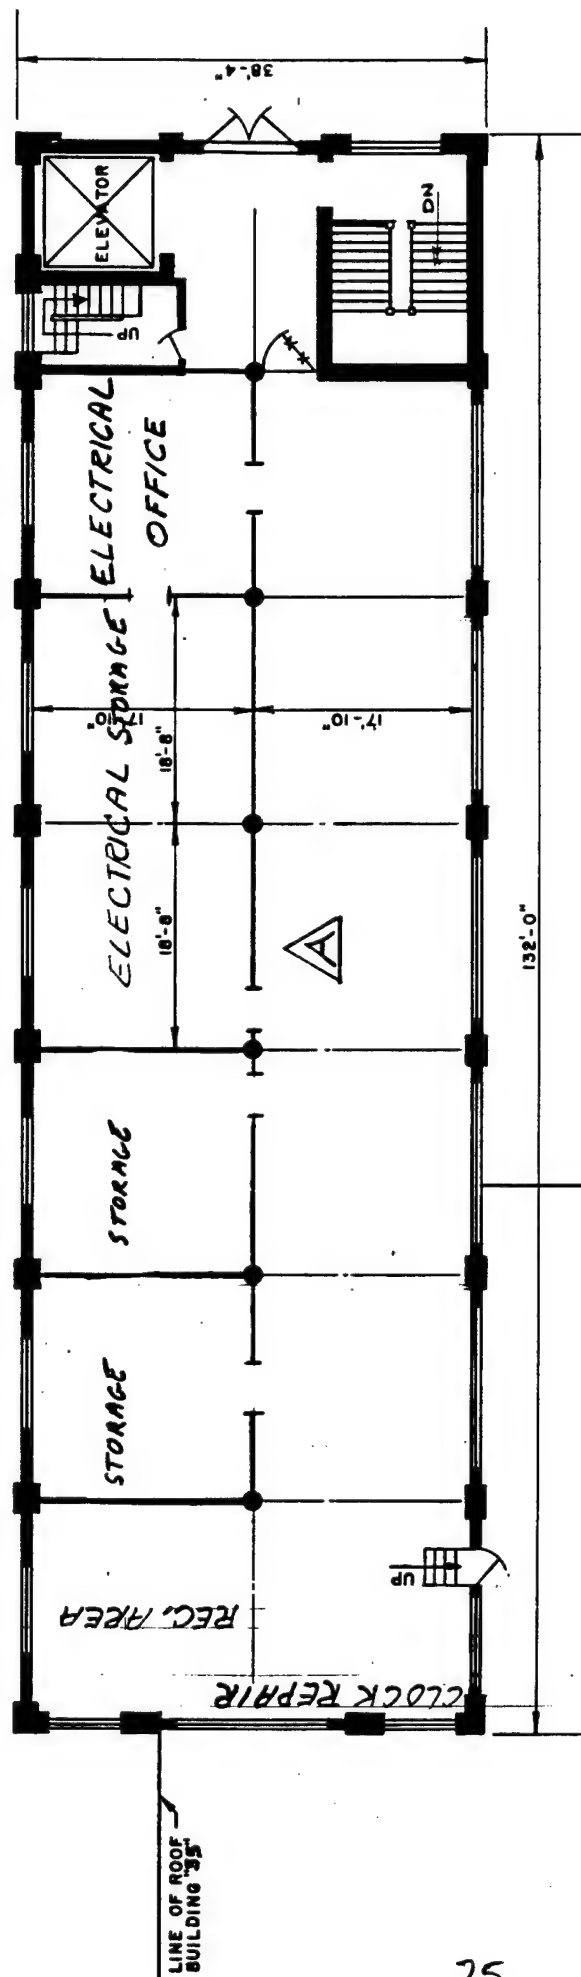 38'-4"
ELEVATOR
DN
UP
ELECTRICAL
OFFICE
ELECTRICAL STORAGE
17'-10"
17'-10"
18'-8"
18'-8"
A
132'-0"
STORAGE
STORAGE
UP
REC. AREA
CLOCK REPAIR
LINE OF ROOF
BUILDING "35"